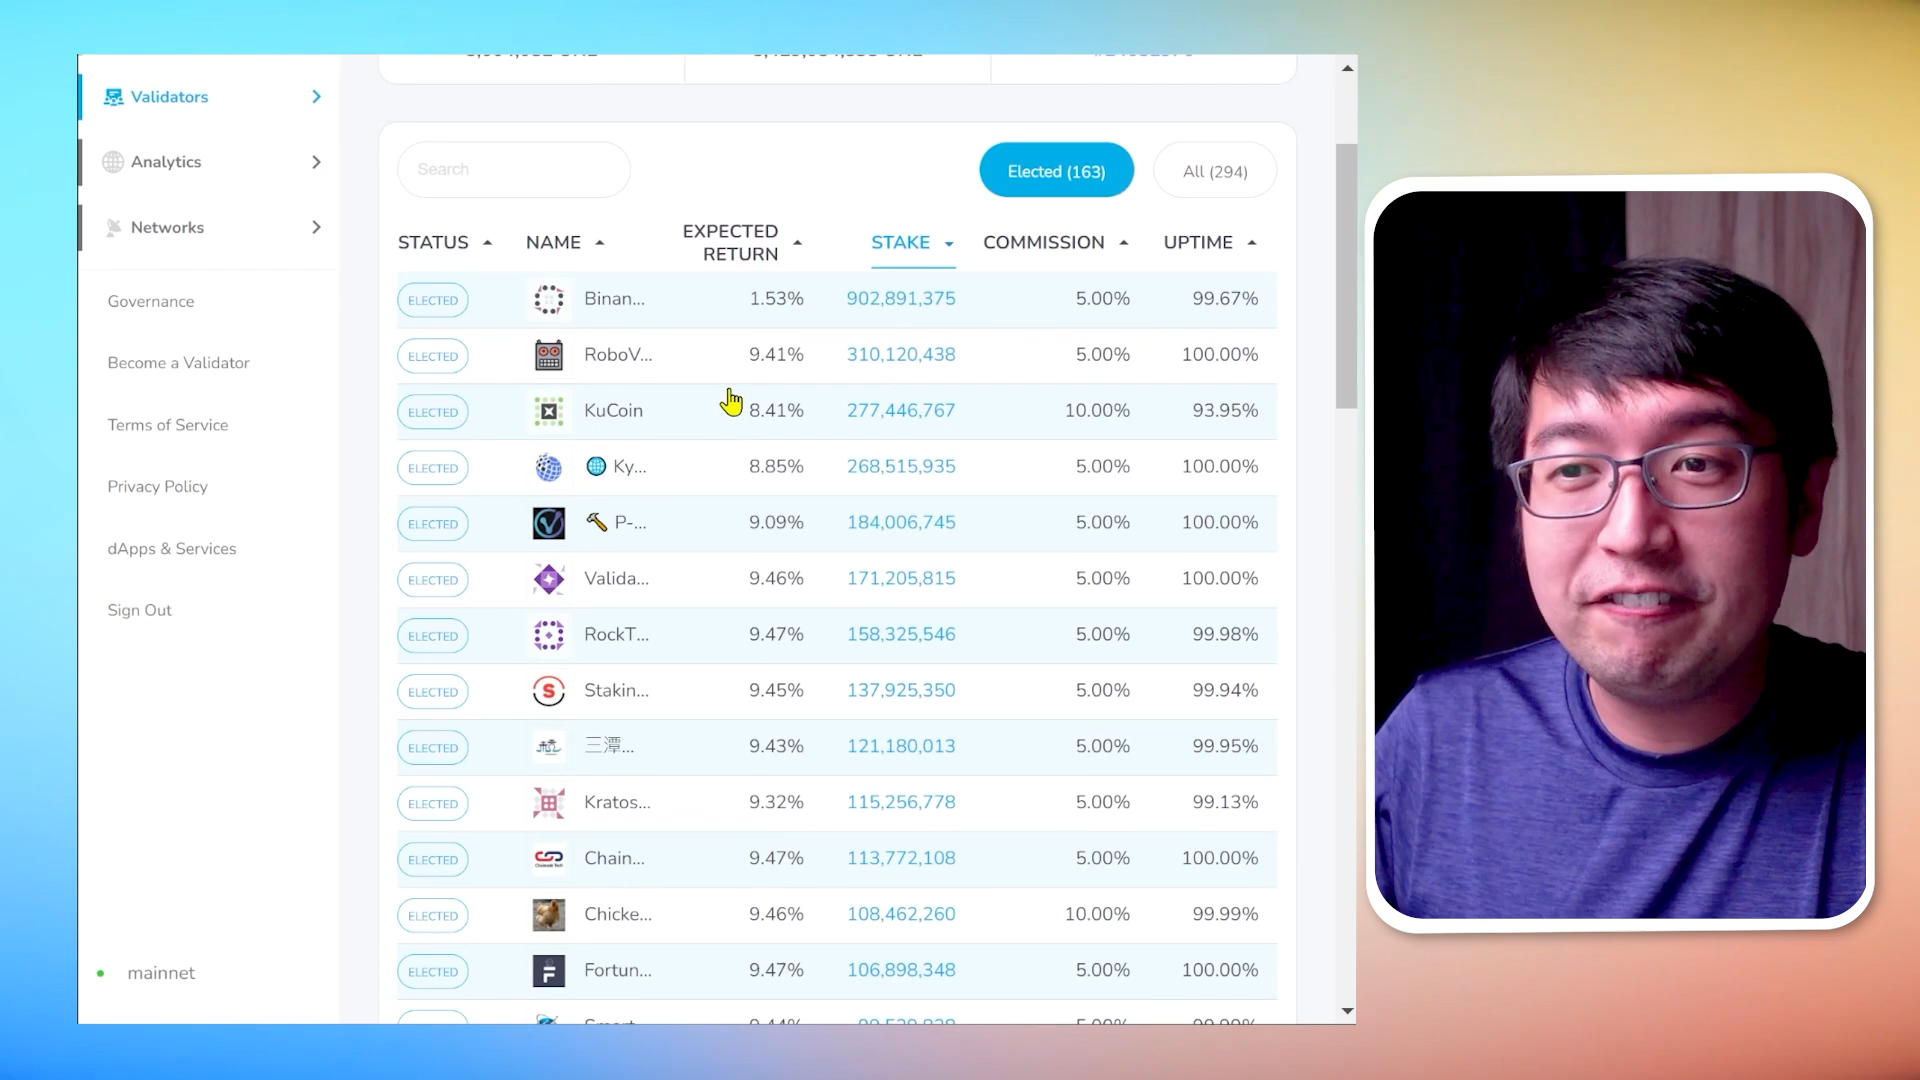 Validators
Analytics
Networks
Governance
Become a Validator
Terms of Service
Privacy Policy
dApps & Services
Sign Out
mainnet
Search
Elected (163)
All (294)
STATUS NAME EXPECTED RETURN STAKE COMMISSION UPTIME
ELECTED Binan... 1.53% 902,891,375 5.00% 99.67%
ELECTED RoboV... 9.41% 310,120,438 5.00% 100.00%
ELECTED KuCoin 8.41% 277,446,767 10.00% 93.95%
ELECTED Ky... 8.85% 268,515,935 5.00% 100.00%
ELECTED P-... 9.09% 184,006,745 5.00% 100.00%
ELECTED Valida... 9.46% 171,205,815 5.00% 100.00%
ELECTED RockT... 9.47% 158,325,546 5.00% 99.98%
ELECTED Stakin... 9.45% 137,925,350 5.00% 99.94%
ELECTED 三潭... 9.43% 121,180,013 5.00% 99.95%
ELECTED Kratos... 9.32% 115,256,778 5.00% 99.13%
ELECTED Chain... 9.47% 113,772,108 5.00% 100.00%
ELECTED Chicke... 9.46% 108,462,260 10.00% 99.99%
ELECTED Fortun... 9.47% 106,898,348 5.00% 100.00%